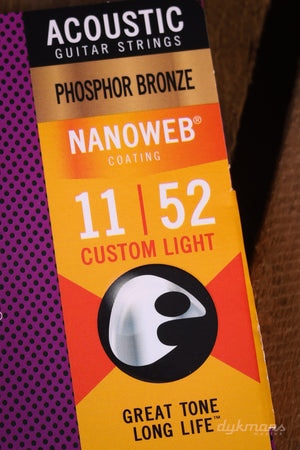 ACOUSTIC
GUITAR STRINGS
PHOSPHOR BRONZE
NANOWEB®
COATING
11 | 52
CUSTOM LIGHT
GREAT TONE
LONG LIFE™
dykmans